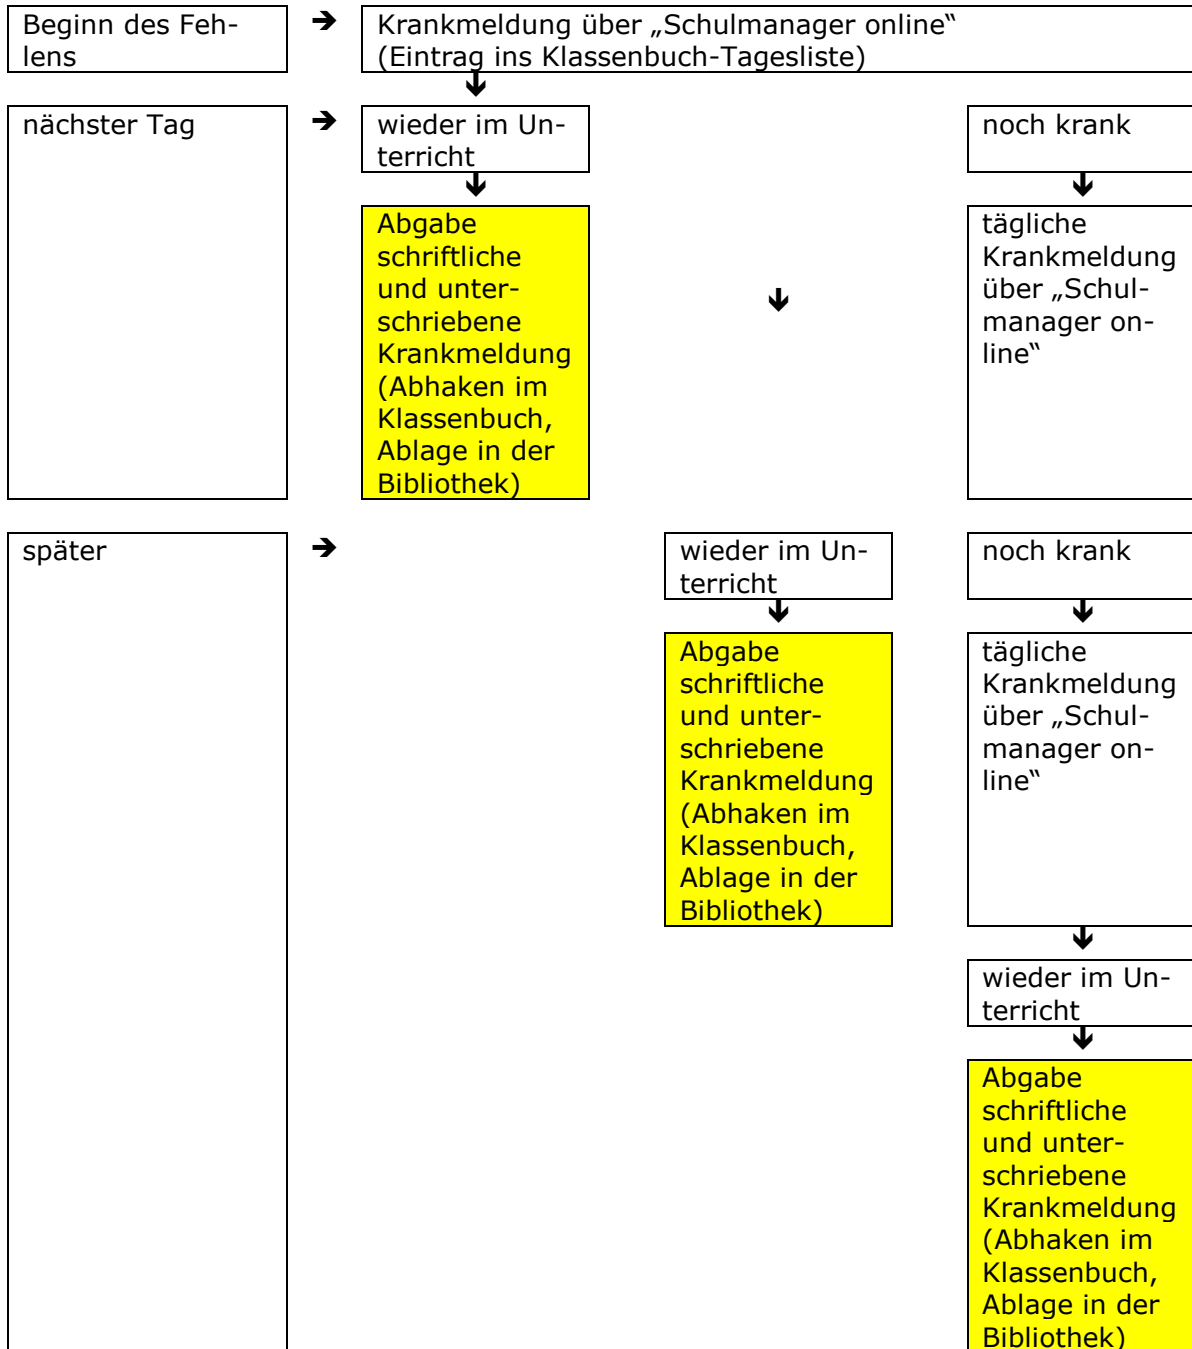 Beginn des Feh-
lens
➔
Krankmeldung über „Schulmanager online“
(Eintrag ins Klassenbuch-Tagesliste)
nächster Tag
➔
wieder im Un-
terricht
noch krank
Abgabe
schriftliche
und unter-
schriebene
Krankmeldung
(Abhaken im
Klassenbuch,
Ablage in der
Bibliothek)
tägliche
Krankmeldung
über „Schul-
manager on-
line“
später
➔
wieder im Un-
terricht
noch krank
Abgabe
schriftliche
und unter-
schriebene
Krankmeldung
(Abhaken im
Klassenbuch,
Ablage in der
Bibliothek)
tägliche
Krankmeldung
über „Schul-
manager on-
line“
wieder im Un-
terricht
Abgabe
schriftliche
und unter-
schriebene
Krankmeldung
(Abhaken im
Klassenbuch,
Ablage in der
Bibliothek)